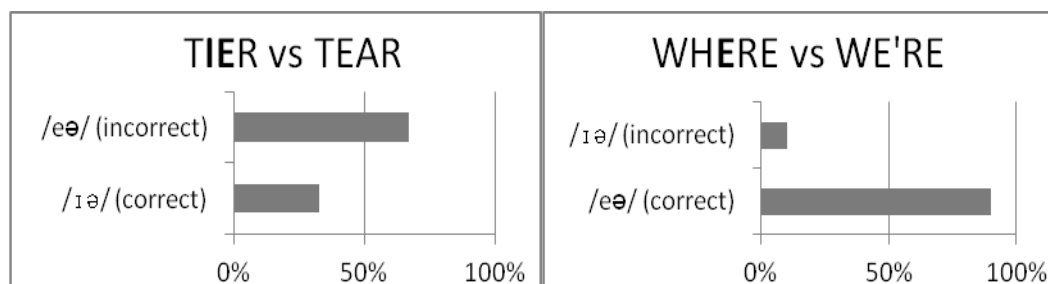 TIER vs TEAR
/eə/ (incorrect)
/ɪə/ (correct)
0% 50% 100%
WHERE vs WE'RE
/ɪə/ (incorrect)
/eə/ (correct)
0% 50% 100%